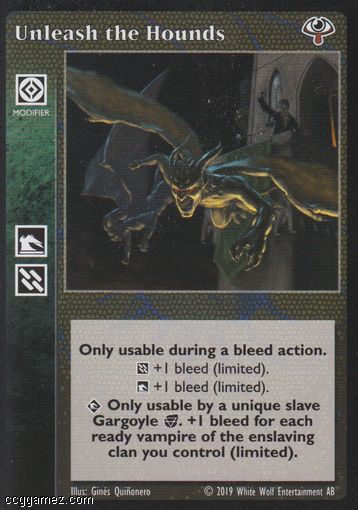 Unleash the Hounds
MODIFIER
Only usable during a bleed action.
+1 bleed (limited).
+1 bleed (limited).
Only usable by a unique slave
Gargoyle. +1 bleed for each
ready vampire of the enslaving
clan you control (limited).
Illus: Ginés Quiñonero © 2019 White Wolf Entertainment AB
ccggamez.com